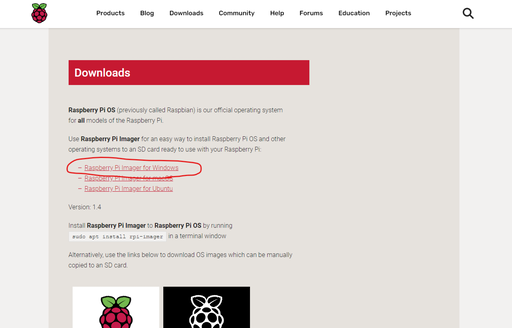 Products Blog Downloads Community Help Forums Education Projects
Downloads
Raspberry Pi OS (previously called Raspbian) is our official operating system
for all models of the Raspberry Pi.
Use Raspberry Pi Imager for an easy way to install Raspberry Pi OS and other
operating systems to an SD card ready to use with your Raspberry Pi:
– Raspberry Pi Imager for Windows
– Raspberry Pi Imager for macOS
– Raspberry Pi Imager for Ubuntu
Version: 1.4
Install Raspberry Pi Imager to Raspberry Pi OS by running
sudo apt install rpi-imager in a terminal window
Alternatively, use the links below to download OS images which can be manually
copied to an SD card.